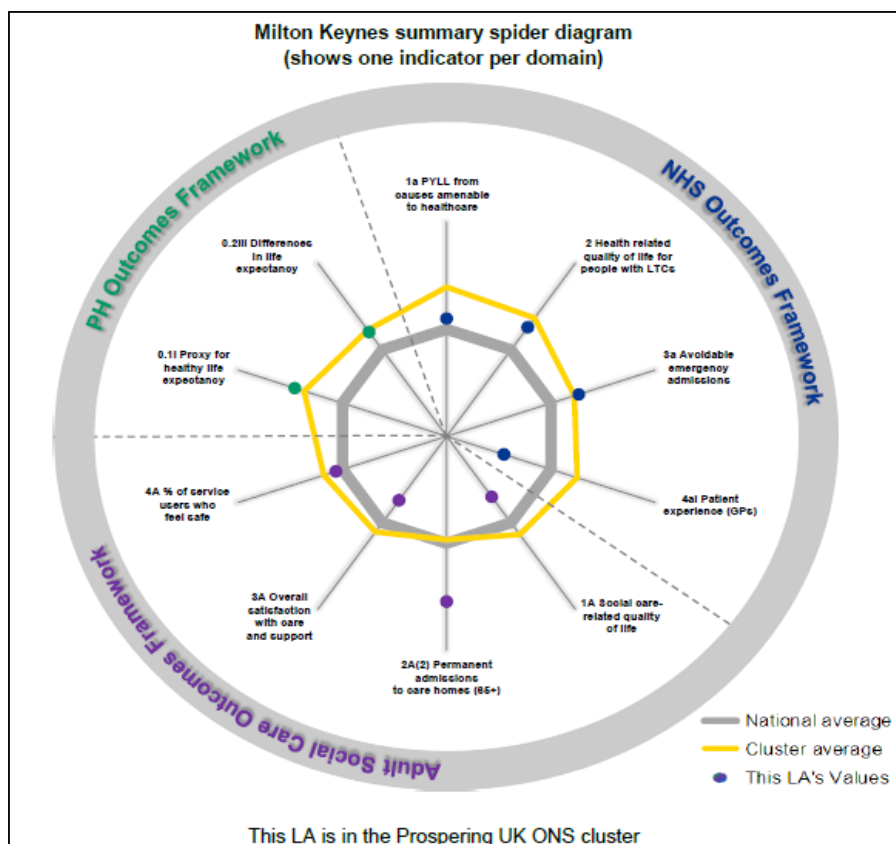 Milton Keynes summary spider diagram
(shows one indicator per domain)
PH Outcomes Framework
NHS Outcomes Framework
Adult Social Care Outcomes Framework
1a PYLL from
causes amenable
to healthcare
2 Health related
quality of life for
people with LTCs
3a Avoidable
emergency
admissions
4ai Patient
experience (GPs)
1A Social care-
related quality
of life
2A(2) Permanent
admissions
to care homes (65+)
3A Overall
satisfaction
with care
and support
4A % of service
users who
feel safe
0.1i Proxy for
healthy life
expectancy
0.2iii Differences
in life
expectancy
National average
Cluster average
This LA's Values
This LA is in the Prospering UK ONS cluster